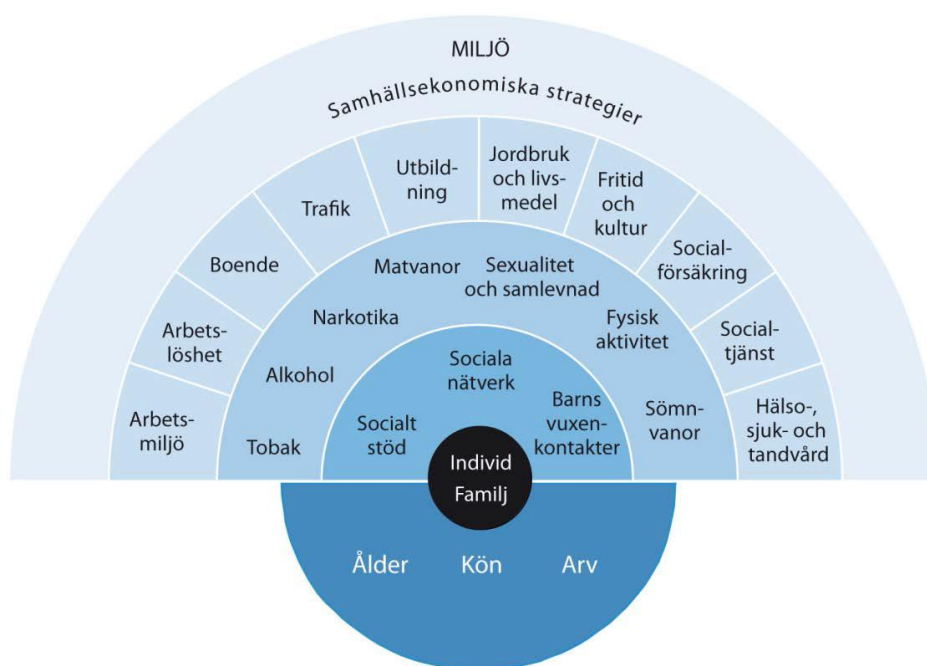 MILJÖ
Samhällsekonomiska strategier
Arbets-
miljö
Arbets-
löshet
Boende
Trafik
Utbild-
ning
Jordbruk
och livs-
medel
Fritid
och
kultur
Social-
försäkring
Social-
tjänst
Hälso-,
sjuk- och
tandvård
Tobak
Alkohol
Narkotika
Matvanor
Sexualitet
och samlevnad
Fysisk
aktivitet
Sömn-
vanor
Socialt
stöd
Sociala
nätverk
Barns
vuxen-
kontakter
Individ
Familj
Ålder
Kön
Arv